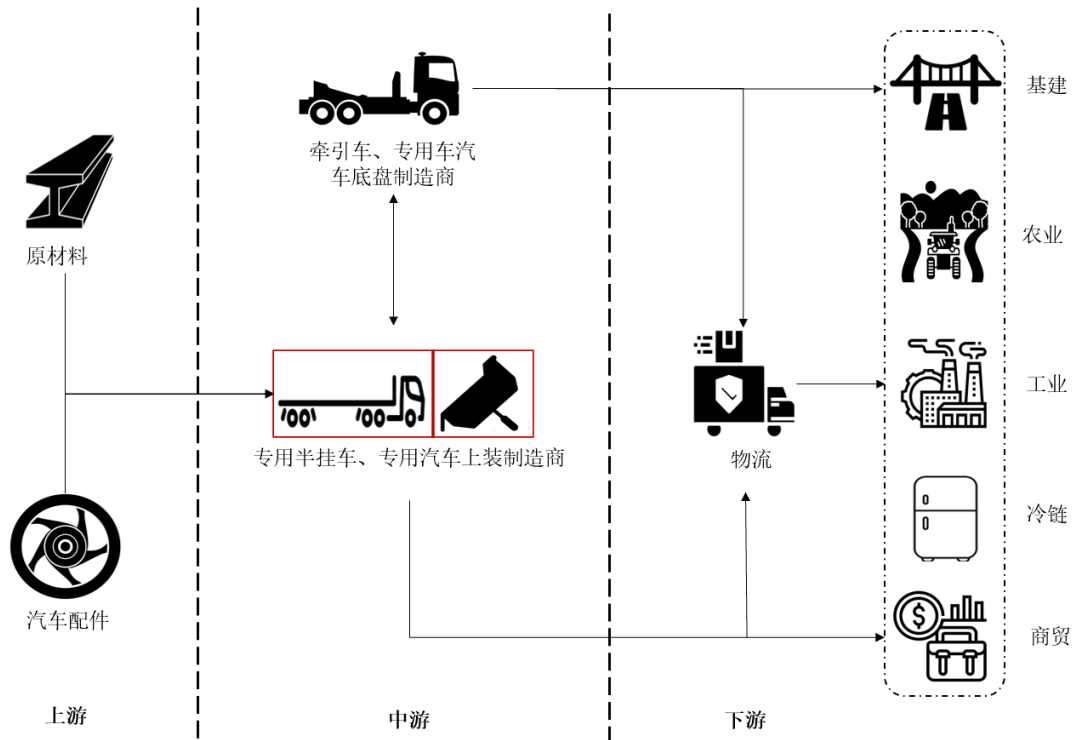 基建
牵引车、专用车汽
车底盘制造商
农业
原材料
工业
专用半挂车、专用汽车上装制造商
物流
冷链
汽车配件
商贸
上游
中游
下游